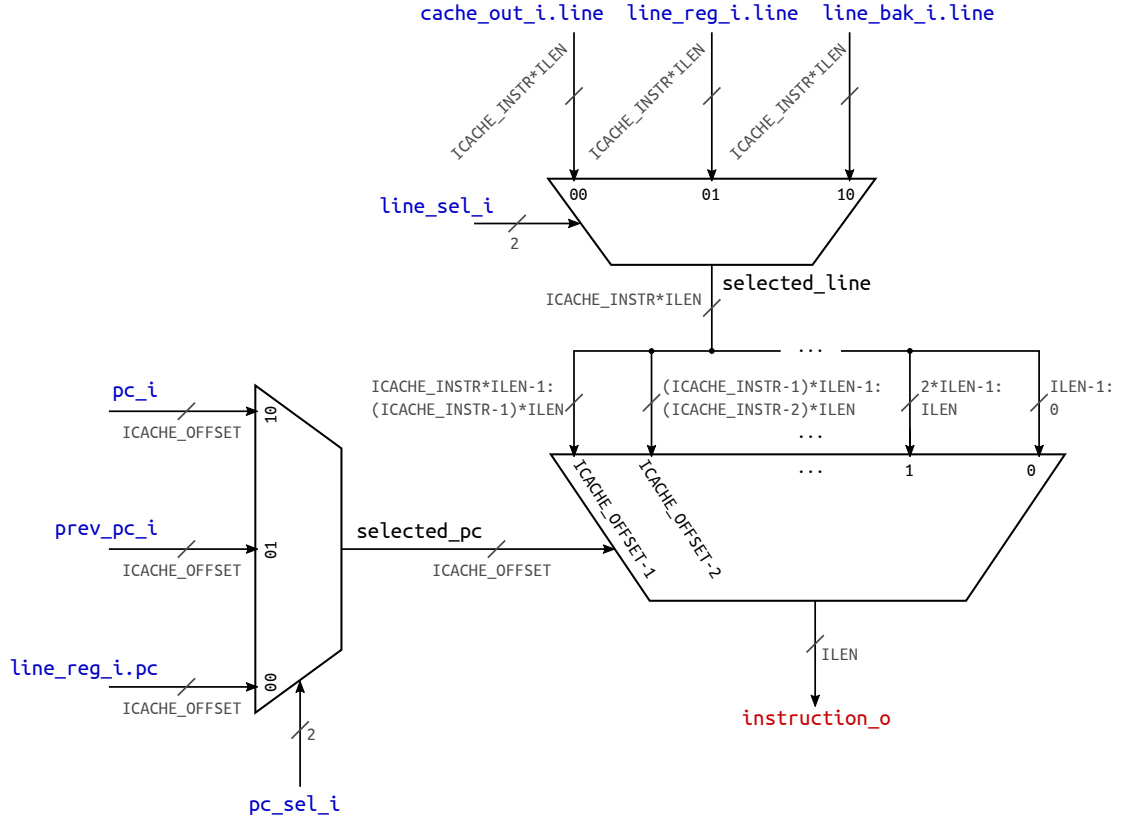 cache_out_i.line line_reg_i.line line_bak_i.line
ICACHE_INSTR*ILEN
ICACHE_INSTR*ILEN
ICACHE_INSTR*ILEN
00 01 10
line_sel_i
2
selected_line
ICACHE_INSTR*ILEN
...
ICACHE_INSTR*ILEN-1:
(ICACHE_INSTR-1)*ILEN
(ICACHE_INSTR-1)*ILEN-1:
(ICACHE_INSTR-2)*ILEN
2*ILEN-1:
ILEN
ILEN-1:
0
...
ICACHE_OFFSET-1
ICACHE_OFFSET-2
... 1 0
pc_i
ICACHE_OFFSET
10
prev_pc_i
ICACHE_OFFSET
01
selected_pc
ICACHE_OFFSET
line_reg_i.pc
ICACHE_OFFSET
00
2
pc_sel_i
ILEN
instruction_o